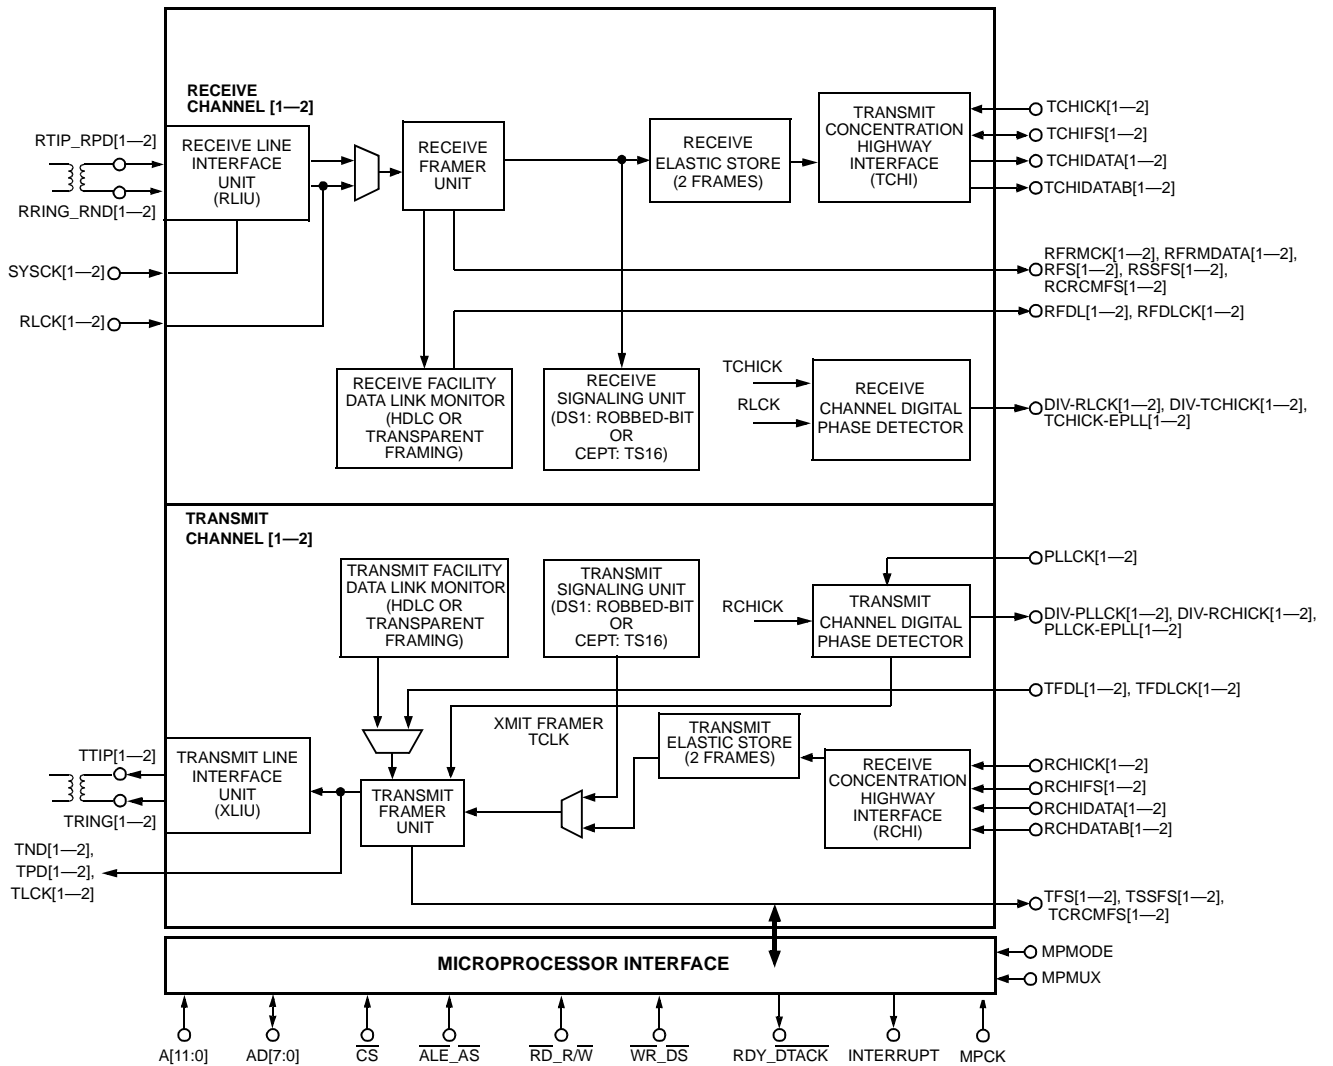 RECEIVE
CHANNEL [1—2]
RTIP_RPD[1—2]
RRING_RND[1—2]
SYSCK[1—2]
RLCK[1—2]
RECEIVE LINE
INTERFACE
UNIT
(RLIU)
RECEIVE
FRAMER
UNIT
RECEIVE
ELASTIC STORE
(2 FRAMES)
TRANSMIT
CONCENTRATION
HIGHWAY
INTERFACE
(TCHI)
TCHICK[1—2]
TCHIFS[1—2]
TCHIDATA[1—2]
TCHIDATAB[1—2]
RFRMCK[1—2], RFRMDATA[1—2],
RFS[1—2], RSSFS[1—2],
RCRCMFS[1—2]
RFDL[1—2], RFDLCK[1—2]
RECEIVE FACILITY
DATA LINK MONITOR
(HDLC OR
TRANSPARENT
FRAMING)
RECEIVE
SIGNALING UNIT
(DS1: ROBBED-BIT
OR
CEPT: TS16)
TCHICK
RLCK
RECEIVE
CHANNEL DIGITAL
PHASE DETECTOR
DIV-RLCK[1—2], DIV-TCHICK[1—2],
TCHICK-EPLL[1—2]
TRANSMIT
CHANNEL [1—2]
TRANSMIT FACILITY
DATA LINK MONITOR
(HDLC OR
TRANSPARENT
FRAMING)
TRANSMIT
SIGNALING UNIT
(DS1: ROBBED-BIT
OR
CEPT: TS16)
RCHICK
TRANSMIT
CHANNEL DIGITAL
PHASE DETECTOR
PLLCK[1—2]
DIV-PLLCK[1—2], DIV-RCHICK[1—2],
PLLCK-EPLL[1—2]
TFDL[1—2], TFDLCK[1—2]
XMIT FRAMER
TCLK
TRANSMIT
ELASTIC STORE
(2 FRAMES)
TTIP[1—2]
TRING[1—2]
TRANSMIT LINE
INTERFACE
UNIT
(XLIU)
TRANSMIT
FRAMER
UNIT
RECEIVE
CONCENTRATION
HIGHWAY
INTERFACE
(RCHI)
RCHICK[1—2]
RCHIFS[1—2]
RCHIDATA[1—2]
RCHDATAB[1—2]
TND[1—2],
TPD[1—2],
TLCK[1—2]
TFS[1—2], TSSFS[1—2],
TCRCMFS[1—2]
MICROPROCESSOR INTERFACE
MPMODE
MPMUX
A[11:0]
AD[7:0]
CS
ALE_AS
RD_R/W
WR_DS
RDY_DTACK
INTERRUPT
MPCK